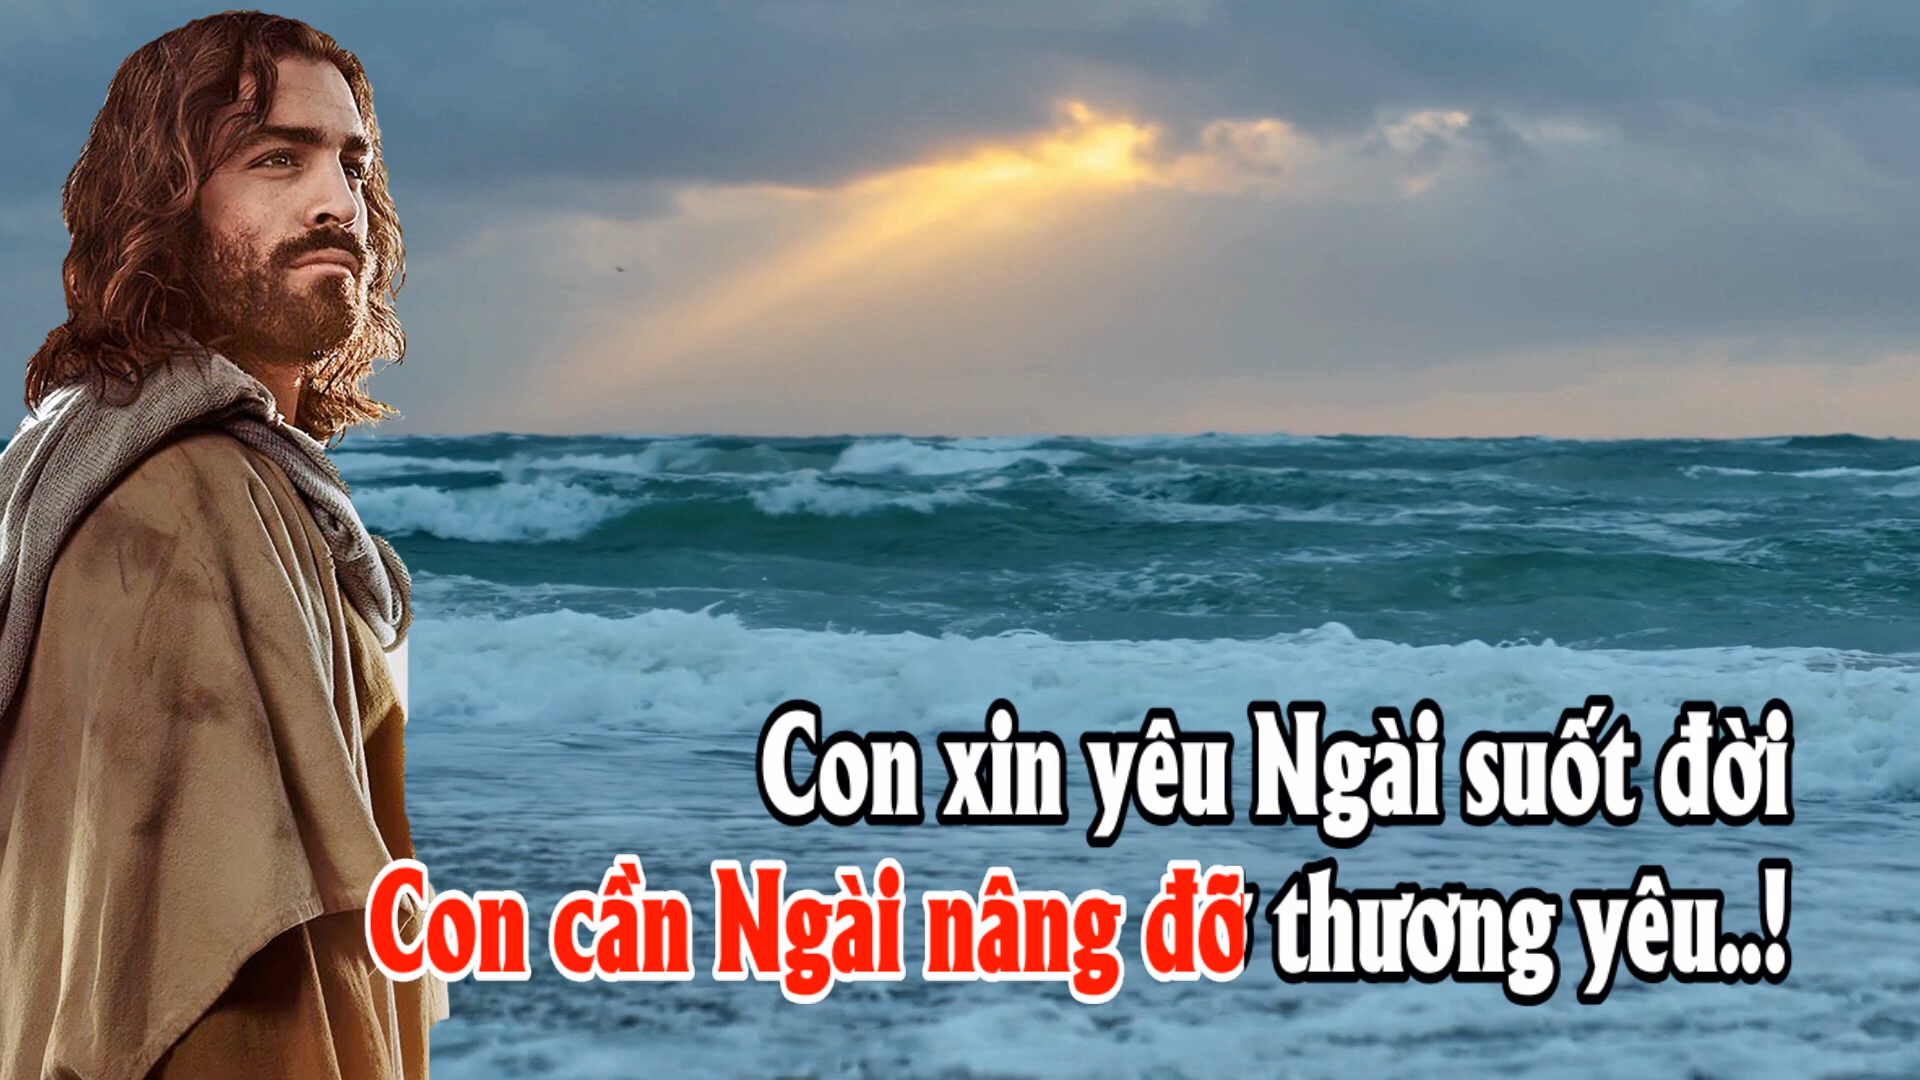 Con xin yêu Ngài suốt đời
Con cần Ngài nâng đỡ thương yêu..!